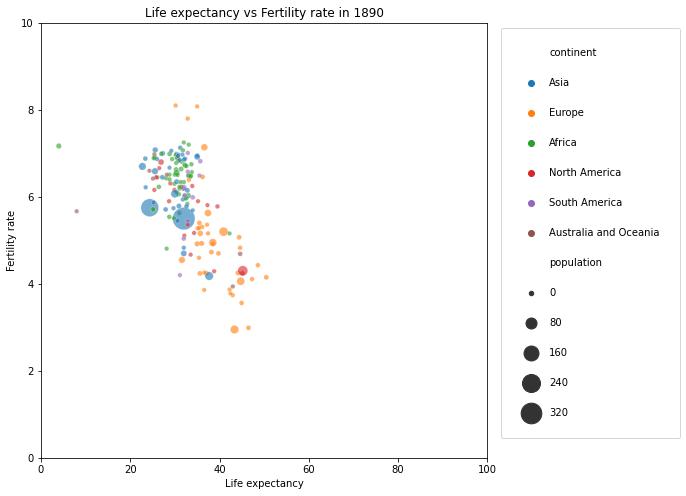 Life expectancy vs Fertility rate in 1890
10
8
6
4
2
0
Fertility rate
0 20 40 60 80 100
Life expectancy
continent
Asia
Europe
Africa
North America
South America
Australia and Oceania
population
0
80
160
240
320